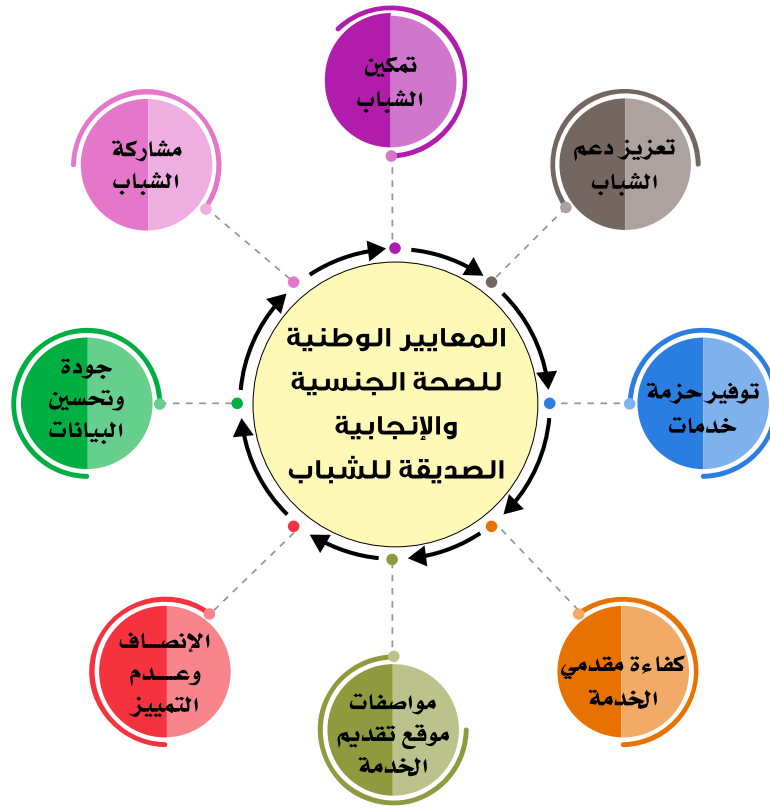 تمكين
الشباب
تعزيز دعم
الشباب
توفير حزمة
خدمات
كفاءة مقدمي
الخدمة
مواصفات
موقع تقديم
الخدمة
الإنصاف
وعدم
التمييز
جودة
وتحسين
البيانات
مشاركة
الشباب
المعايير الوطنية
للصحة الجنسية
والإنجابية
الصديقة للشباب